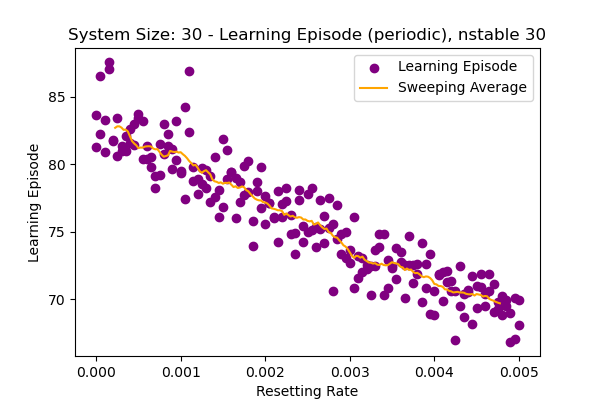 System Size: 30 - Learning Episode (periodic), nstable 30
Learning Episode
Sweeping Average
Learning Episode
85
80
75
70
0.000
0.001
0.002
0.003
0.004
0.005
Resetting Rate